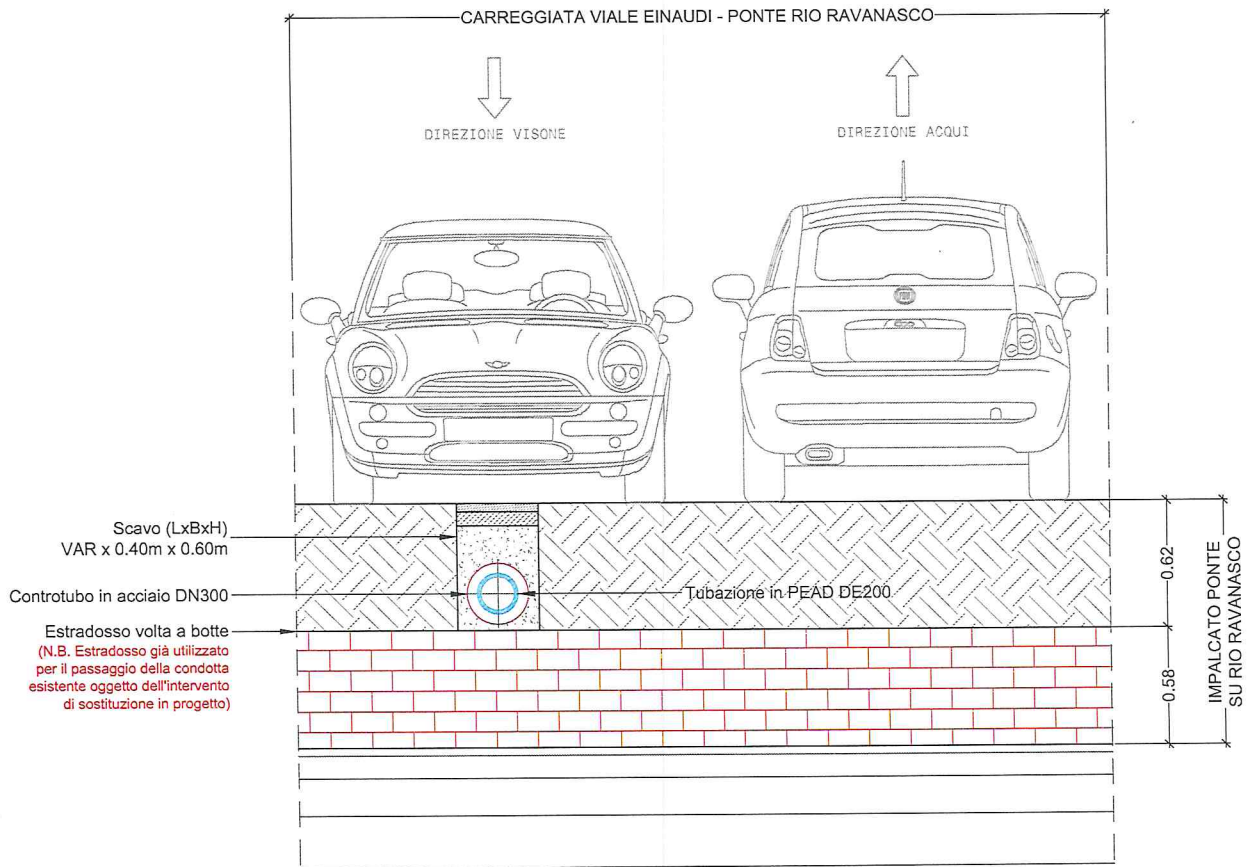 CARREGGIATA VIALE EINAUDI - PONTE RIO RAVANASCO
DIREZIONE VISONE
DIREZIONE ACQUI
Scavo (LxBxH)
VAR x 0.40m x 0.60m
Controtubo in acciaio DN300
Tubazione in PEAD DE200
Estradosso volta a botte
(N.B. Estradosso già utilizzato
per il passaggio della condotta
esistente oggetto dell'intervento
di sostituzione in progetto)
0.62
0.58
IMPALCATO PONTE
SU RIO RAVANASCO